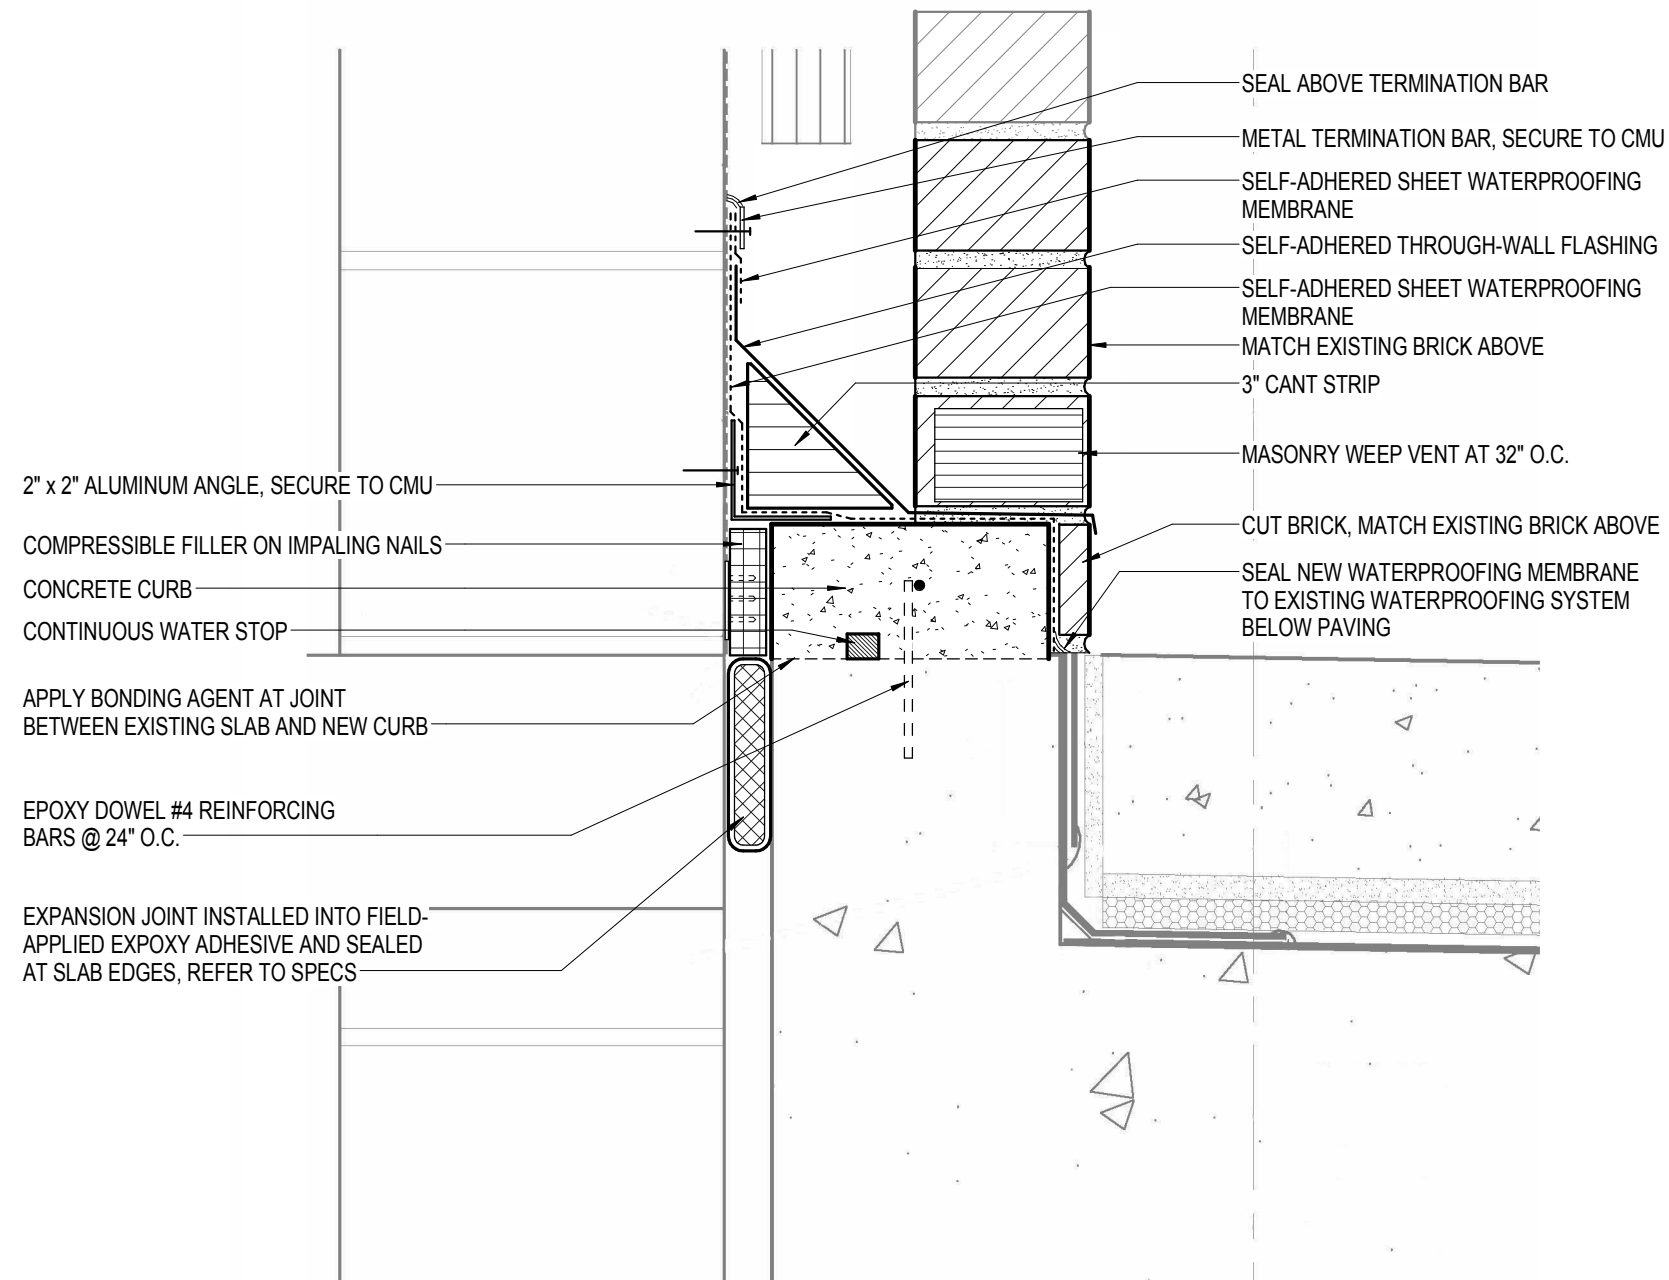 SEAL ABOVE TERMINATION BAR
METAL TERMINATION BAR, SECURE TO CMU
SELF-ADHERED SHEET WATERPROOFING
MEMBRANE
SELF-ADHERED THROUGH-WALL FLASHING
SELF-ADHERED SHEET WATERPROOFING
MEMBRANE
MATCH EXISTING BRICK ABOVE
3" CANT STRIP
MASONRY WEEP VENT AT 32" O.C.
CUT BRICK, MATCH EXISTING BRICK ABOVE
SEAL NEW WATERPROOFING MEMBRANE
TO EXISTING WATERPROOFING SYSTEM
BELOW PAVING
2" x 2" ALUMINUM ANGLE, SECURE TO CMU
COMPRESSIBLE FILLER ON IMPALING NAILS
CONCRETE CURB
CONTINUOUS WATER STOP
APPLY BONDING AGENT AT JOINT
BETWEEN EXISTING SLAB AND NEW CURB
EPOXY DOWEL #4 REINFORCING
BARS @ 24" O.C.
EXPANSION JOINT INSTALLED INTO FIELD-
APPLIED EXPOXY ADHESIVE AND SEALED
AT SLAB EDGES, REFER TO SPECS